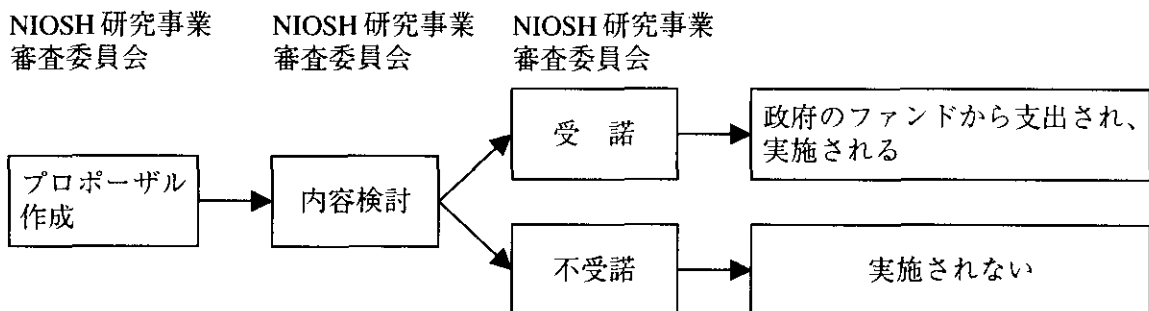 NIOSH 研究事業
審査委員会
NIOSH 研究事業
審査委員会
NIOSH 研究事業
審査委員会
プロポーザル
作成
内容検討
受 諾
政府のファンドから支出され、
実施される
不受諾
実施されない